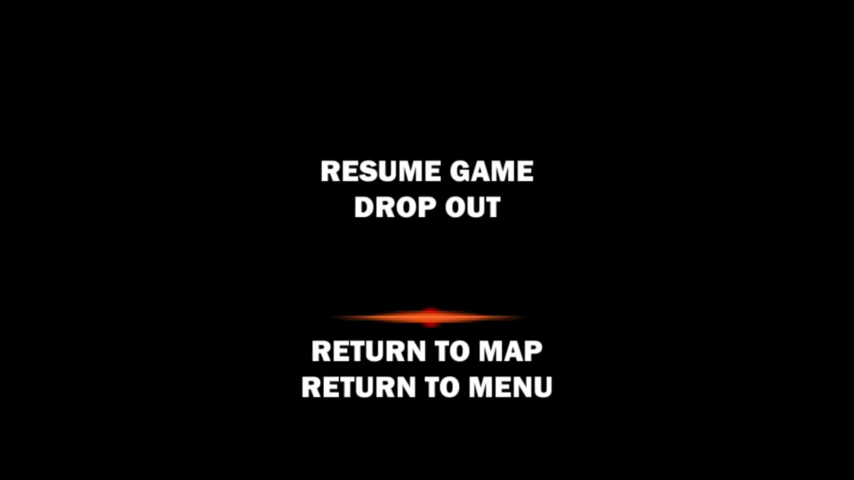 RESUME GAME
DROP OUT
RETURN TO MAP
RETURN TO MENU